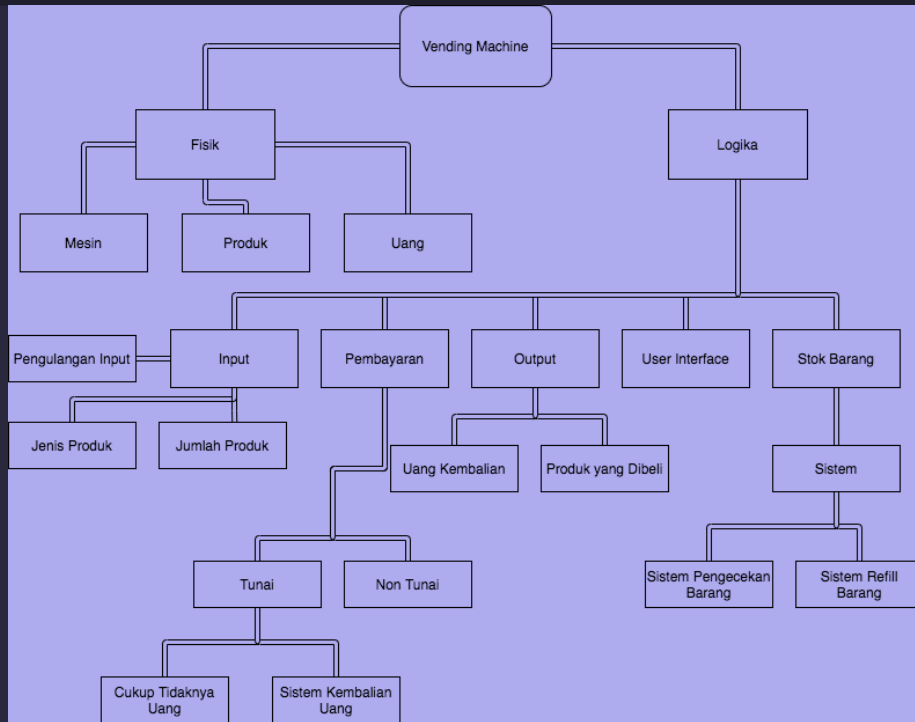 Vending Machine
Fisik
Logika
Mesin
Produk
Uang
Pengulangan Input
Input
Pembayaran
Output
User Interface
Stok Barang
Jenis Produk
Jumlah Produk
Uang Kembalian
Produk yang Dibeli
Sistem
Tunai
Non Tunai
Sistem Pengecekan
Barang
Sistem Refill
Barang
Cukup Tidaknya
Uang
Sistem Kembalian
Uang